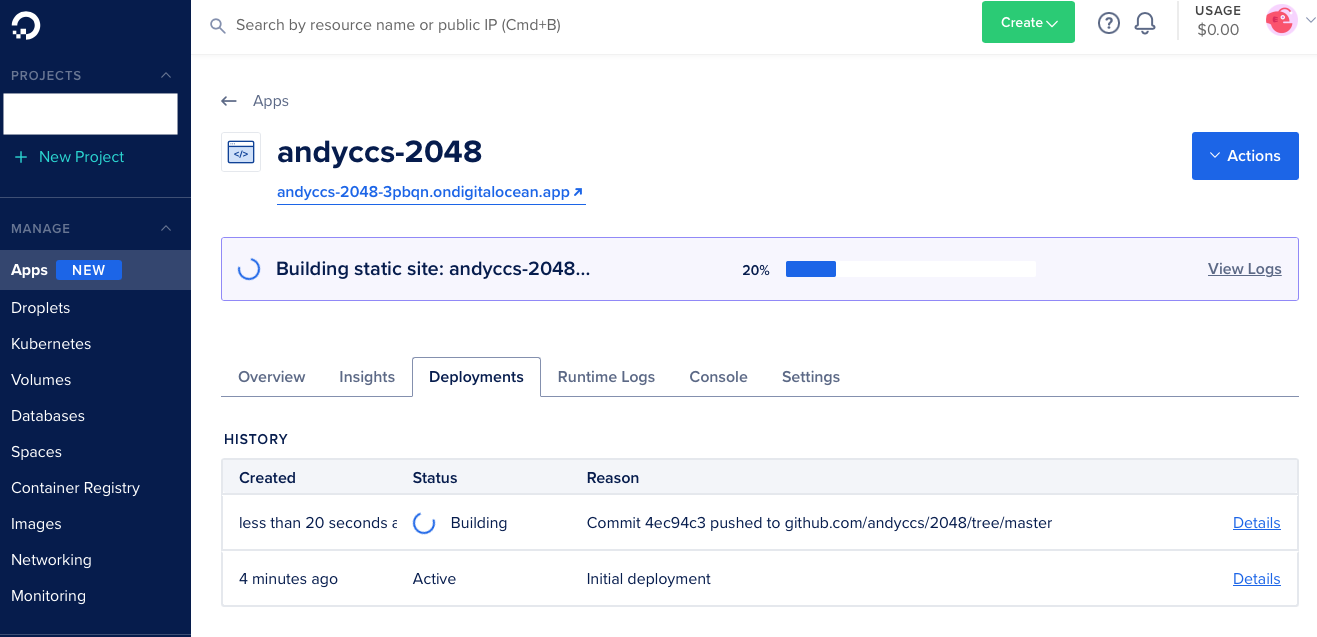 Search by resource name or public IP (Cmd+B)
Create
?
USAGE
$0.00
PROJECTS
+ New Project
MANAGE
Apps NEW
Droplets
Kubernetes
Volumes
Databases
Spaces
Container Registry
Images
Networking
Monitoring
← Apps
</>
andyccs-2048
Actions
andyccs-2048-3pbqn.ondigitalocean.app
Building static site: andyccs-2048... 20% View Logs
Overview Insights Deployments Runtime Logs Console Settings
HISTORY
Created Status Reason
less than 20 seconds a Building Commit 4ec94c3 pushed to github.com/andyccs/2048/tree/master Details
4 minutes ago Active Initial deployment Details